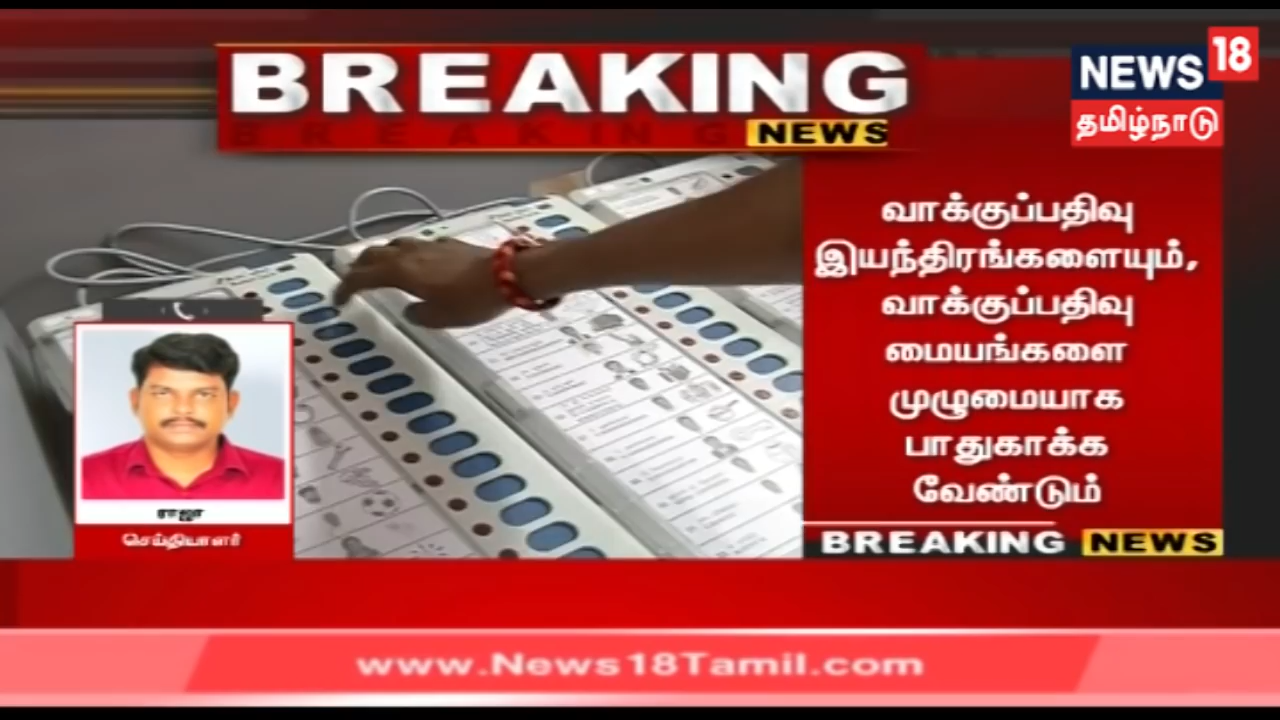 BREAKING
NEWS
NEWS 18
தமிழ்நாடு
வாக்குப்பதிவு
இயந்திரங்களையும்,
வாக்குப்பதிவு
மையங்களை
முழுமையாக
பாதுகாக்க
வேண்டும்
BREAKING NEWS
ராஜா
செய்தியாளர்
www.News18Tamil.com